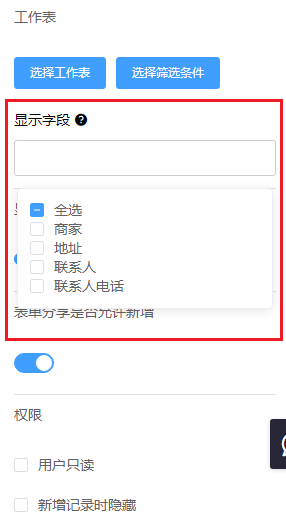 工作表
选择工作表 选择筛选条件
显示字段
全选
商家
地址
联系人
联系人电话
表单分享是否允许新增
权限
用户只读
新增记录时隐藏